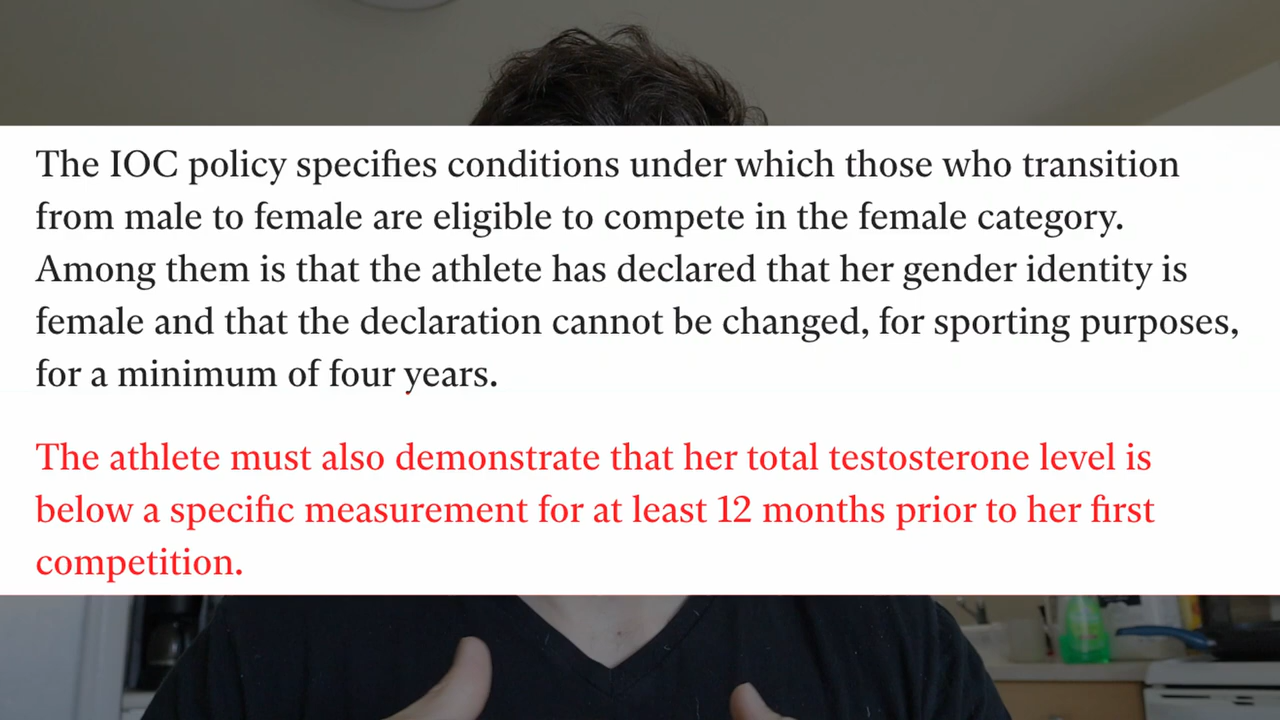 The IOC policy specifies conditions under which those who transition
from male to female are eligible to compete in the female category.
Among them is that the athlete has declared that her gender identity is
female and that the declaration cannot be changed, for sporting purposes,
for a minimum of four years.
The athlete must also demonstrate that her total testosterone level is
below a specific measurement for at least 12 months prior to her first
competition.